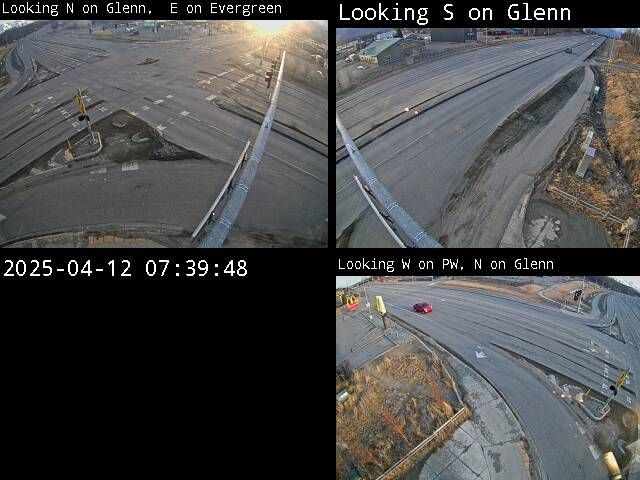 Looking N on Glenn,  E on Evergreen
Looking S on Glenn
2025-04-12 07:39:48
Looking W on PW, N on Glenn